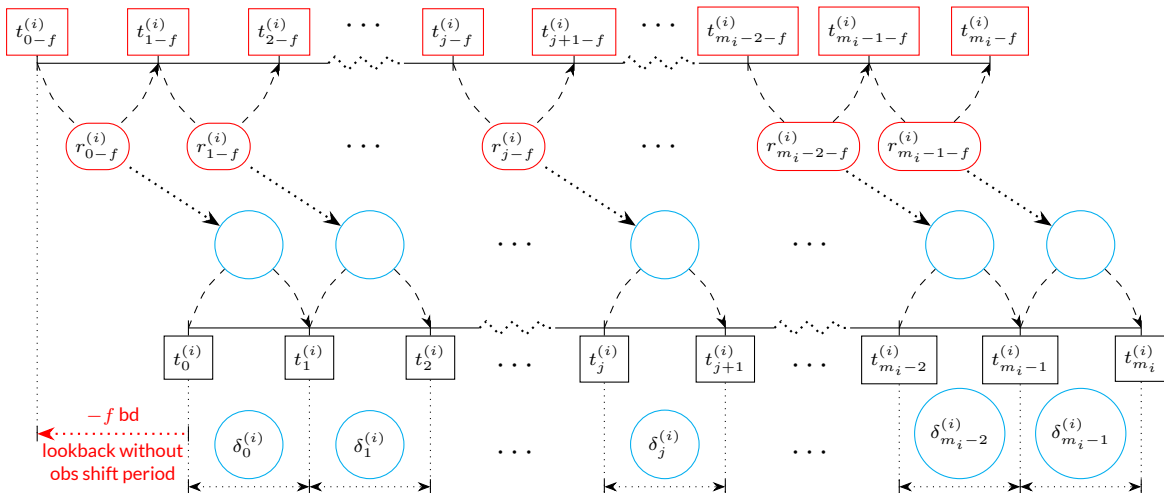 t_{0-f}^{(i)} t_{1-f}^{(i)} t_{2-f}^{(i)} ··· t_{j-f}^{(i)} t_{j+1-f}^{(i)} ··· t_{m_i-2-f}^{(i)} t_{m_i-1-f}^{(i)} t_{m_i-f}^{(i)}
r_{0-f}^{(i)} r_{1-f}^{(i)} ··· r_{j-f}^{(i)} ··· r_{m_i-2-f}^{(i)} r_{m_i-1-f}^{(i)}
··· ···
t_0^{(i)} t_1^{(i)} t_2^{(i)} ··· t_j^{(i)} t_{j+1}^{(i)} ··· t_{m_i-2}^{(i)} t_{m_i-1}^{(i)} t_{m_i}^{(i)}
−f bd
lookback without
obs shift period
δ_0^{(i)} δ_1^{(i)} ··· δ_j^{(i)} ··· δ_{m_i-2}^{(i)} δ_{m_i-1}^{(i)}